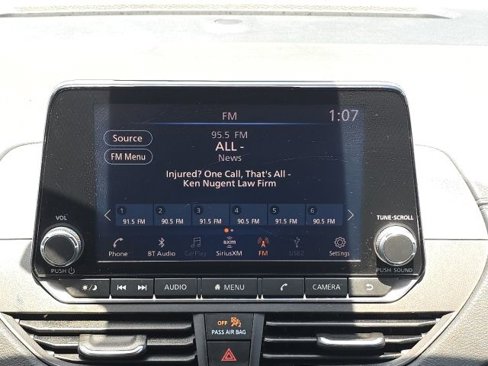 FM
1:07
95.5 FM
Source
ALL -
News
FM Menu
Injured? One Call, That's All -
Ken Nugent Law Firm
1 2 3 4 5 6
91.5 FM 90.5 FM 91.5 FM 90.5 FM 91.5 FM 90.5 FM
VOL
TUNE·SCROLL
Phone BT Audio CarPlay SiriusXM FM USB2 Settings
PUSH
PUSH SOUND
AUDIO MENU CAMERA
OFF
PASS AIR BAG